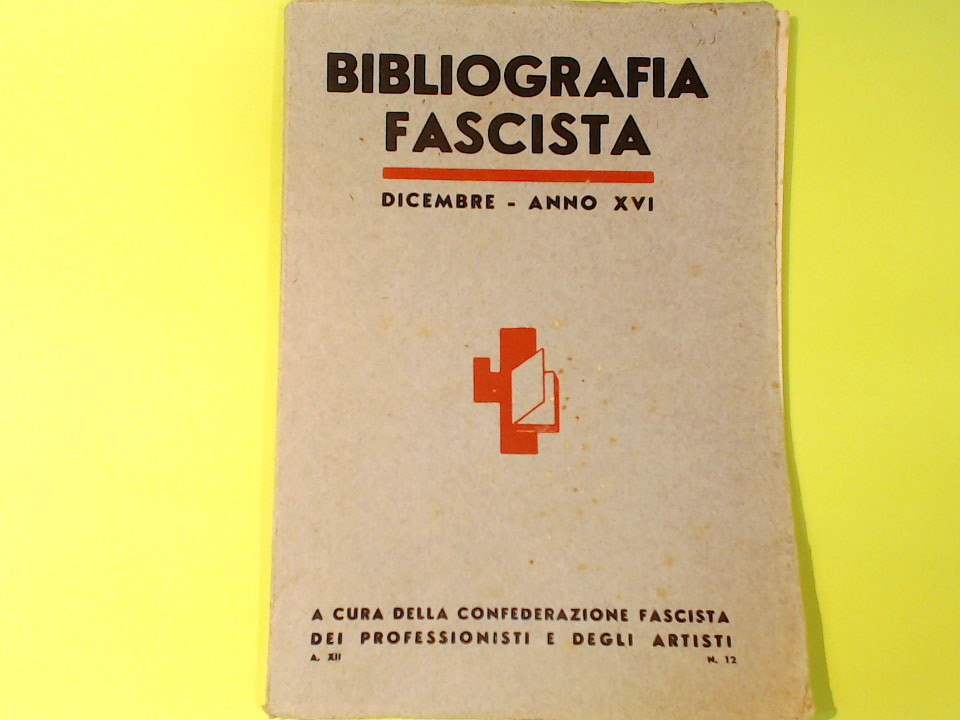 BIBLIOGRAFIA
FASCISTA
DICEMBRE - ANNO XVI
A CURA DELLA CONFEDERAZIONE FASCISTA
DEI PROFESSIONISTI E DEGLI ARTISTI
A. XII N. 12